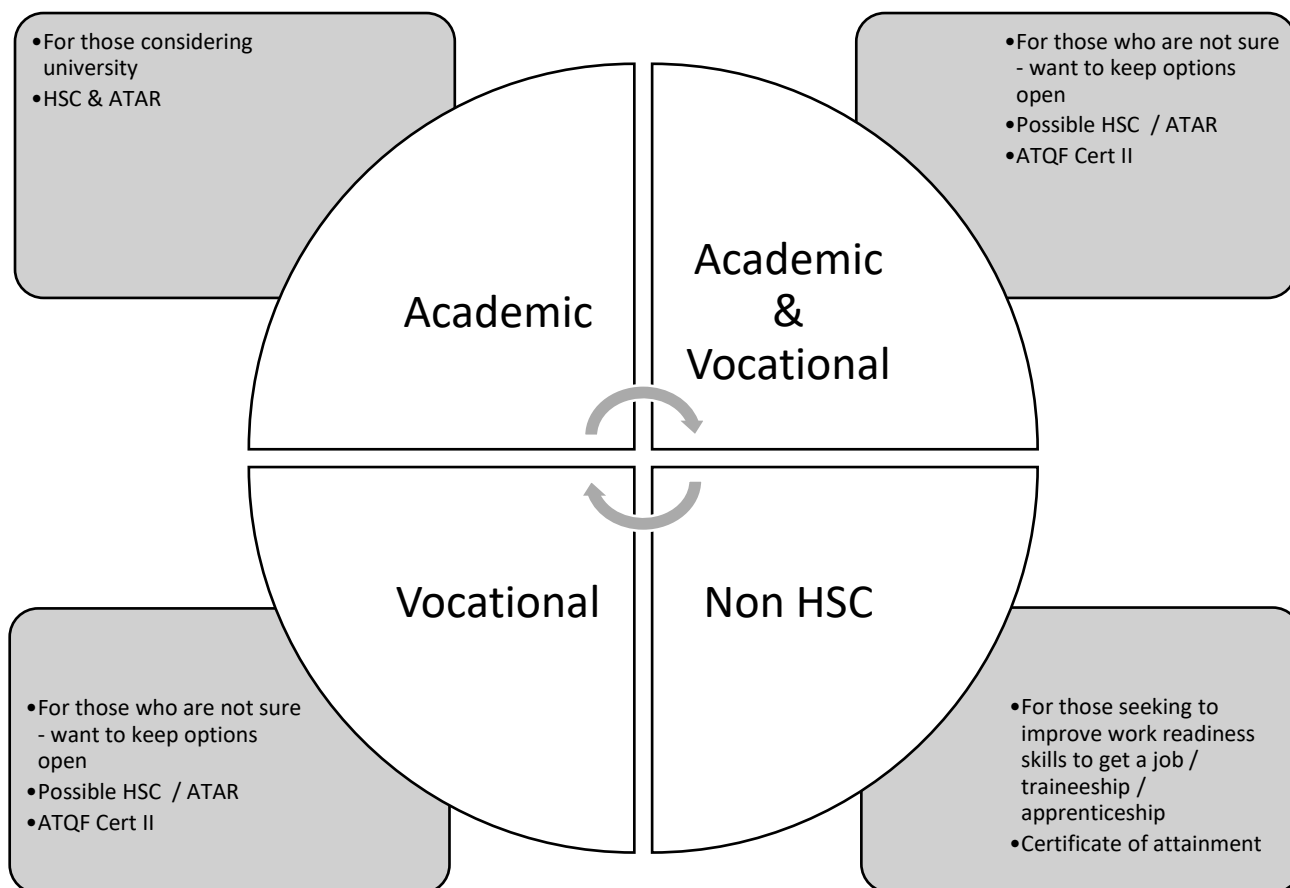 •For those considering
university
•HSC & ATAR
•For those who are not sure
- want to keep options
open
•Possible HSC  / ATAR
•ATQF Cert II
Academic
Academic
&
Vocational
Vocational
Non HSC
•For those who are not sure
- want to keep options
open
•Possible HSC  / ATAR
•ATQF Cert II
•For those seeking to
improve work readiness
skills to get a job /
traineeship /
apprenticeship
•Certificate of attainment